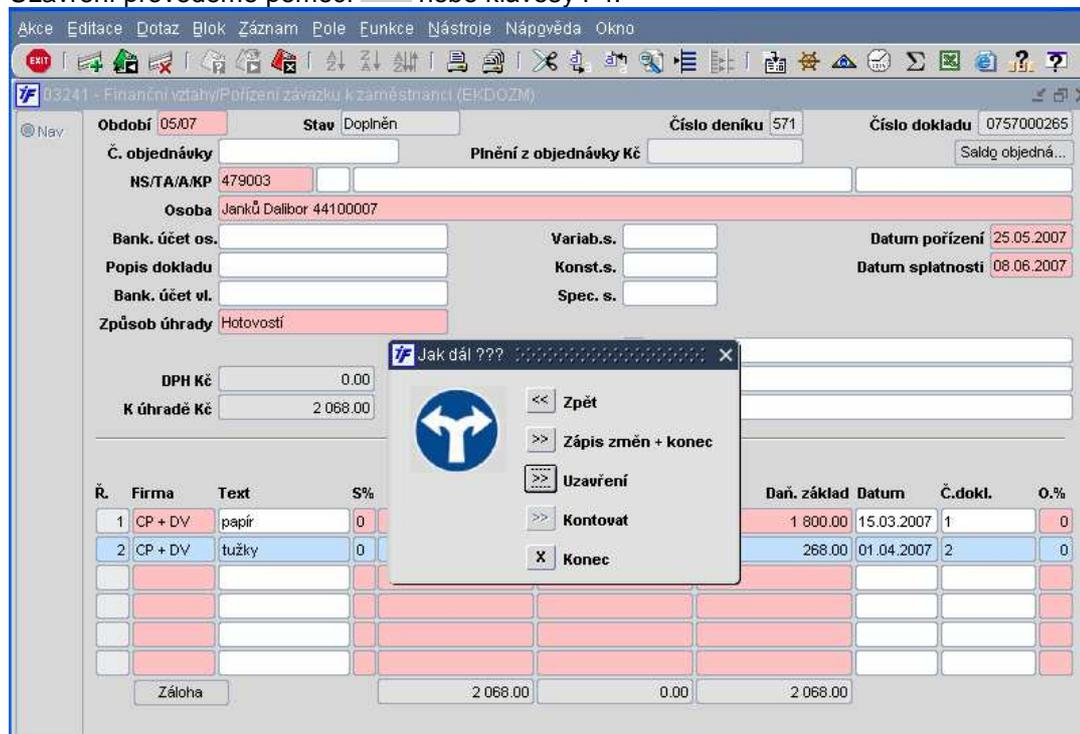 Akce Editace Dotaz Blok Záznam Pole Funkce Nástroje Nápověda Okno
EXIT
03241 - Finanční vztahy/Pořízení závazku k zaměstnanci (EKDOZM)
Nav
Období 05/07 Stav Doplněn Číslo deníku 571 Číslo dokladu 0757000265
Č. objednávky Plnění z objednávky Kč Saldo objedná...
NS/TA/A/KP 479003
Osoba Janků Dalibor 44100007
Bank. účet os. Variab.s. Datum pořízení 25.05.2007
Popis dokladu Konst.s. Datum splatnosti 08.06.2007
Bank. účet vl. Spec. s.
Způsob úhrady Hotovostí
Jak dál ???
DPH Kč 0.00
K úhradě Kč 2 068.00
<< Zpět
>> Zápis změn + konec
>> Uzavření
>> Kontovat
X Konec
Ř. Firma Text S% Daň. základ Datum Č.dokl. O.%
1 CP + DV papír 0 1 800.00 15.03.2007 1 0
2 CP + DV tužky 0 268.00 01.04.2007 2 0
Záloha 2 068.00 0.00 2 068.00